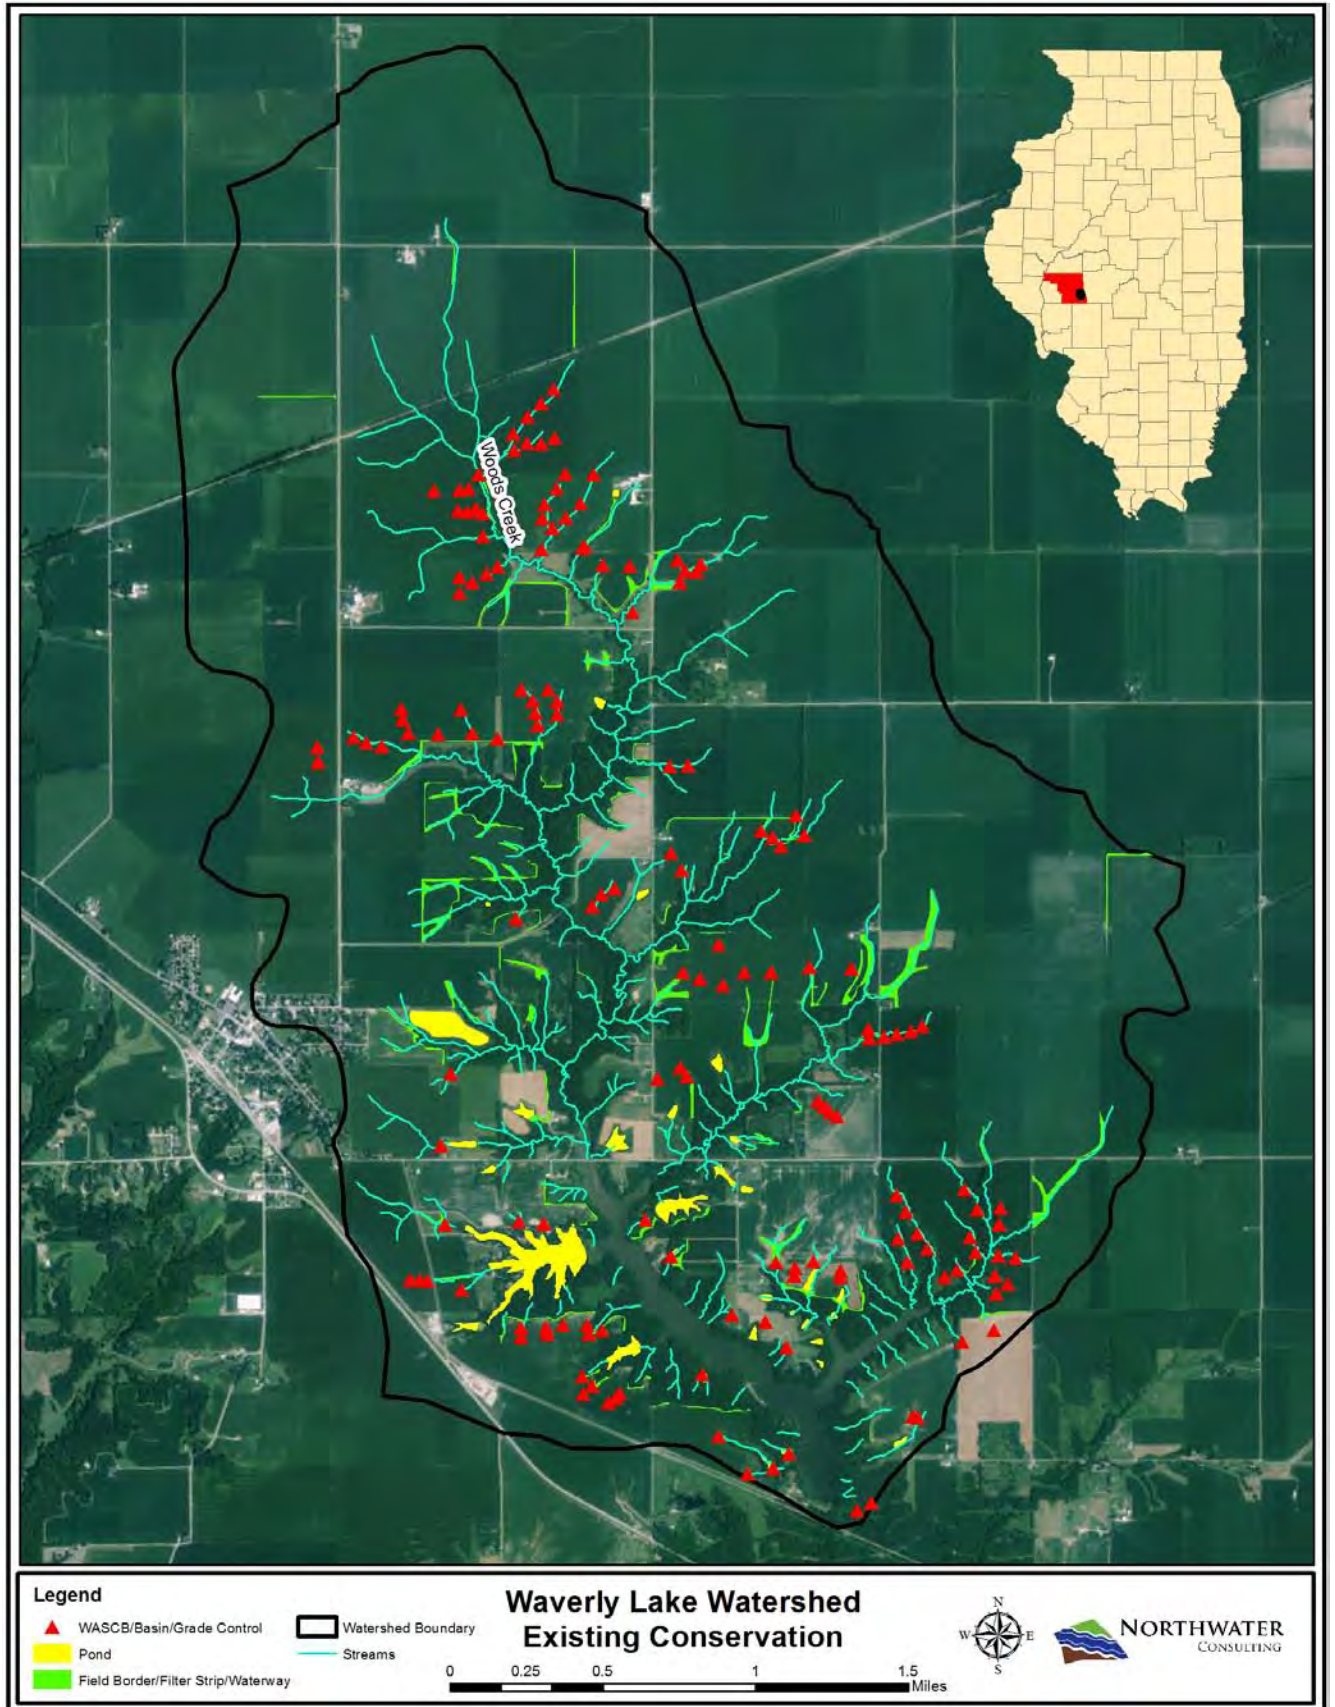 Woods Creek
Legend
WASCB/Basin/Grade Control
Pond
Field Border/Filter Strip/Waterway
Watershed Boundary
Streams
Waverly Lake Watershed
Existing Conservation
0 0.25 0.5 1 1.5
Miles
N
W E
S
NORTHWATER
CONSULTING